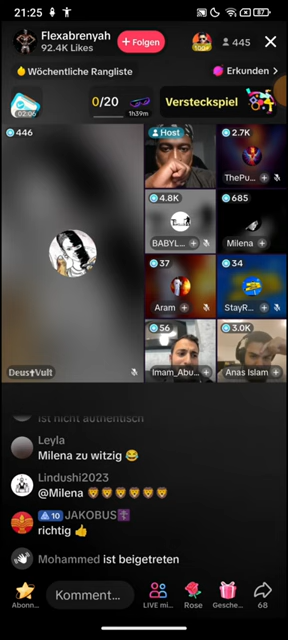 21:25
87
Flexabrenyah
92.4K Likes
+ Folgen
445
Wöchentliche Rangliste
Erkunden >
02:06
0/20
1h39m
Versteckspiel
446
Host
2.7K
ThePu...
4.8K
BABYL...
685
Milena
37
Aram
34
StayR...
56
Imam_Abu...
3.0K
Anas Islam
Deus✝Vult
ist nicht authentisch
Leyla
Milena zu witzig 😂
Lindushi2023
@Milena 🦁🦁🦁🦁🦁🦁
10 JAKOBUS
richtig 👍
Mohammed ist beigetreten
Abonn...
Komment...
LIVE mi...
Rose
Gesche...
68